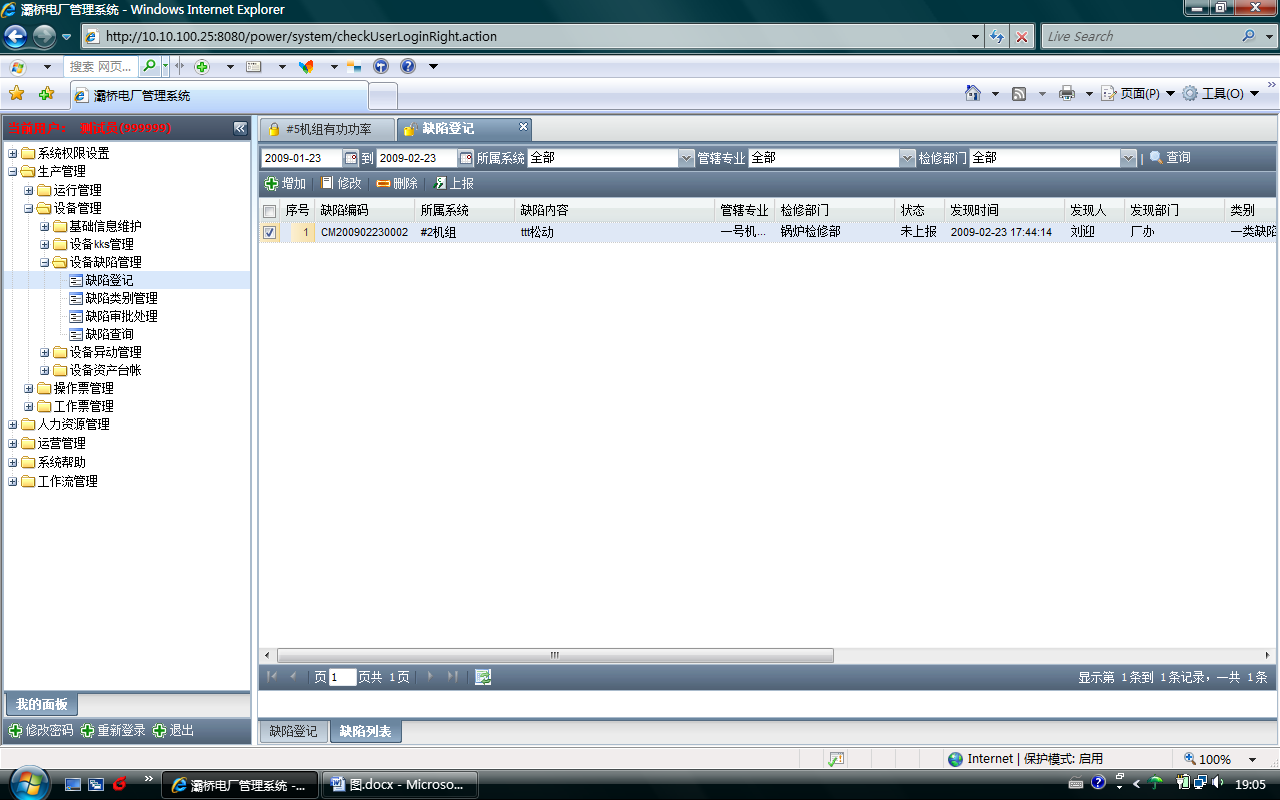 灞桥电厂管理系统 - Windows Internet Explorer
http://10.10.100.25:8080/power/system/checkUserLoginRight.action
Live Search
搜索 网页...
灞桥电厂管理系统
页面(P)
工具(O)
当前用户： 测试员(999999)
#5机组有功功率
缺陷登记
2009-01-23 到 2009-02-23 所属系统 全部 管辖专业 全部 检修部门 全部 | 查询
增加 修改 删除 上报
序号 缺陷编码 所属系统 缺陷内容 管辖专业 检修部门 状态 发现时间 发现人 发现部门 类别
1 CM200902230002 #2机组 ttt松动 一号机... 锅炉检修部 未上报 2009-02-23 17:44:14 刘迎 厂办 一类缺陷
系统权限设置
生产管理
运行管理
设备管理
基础信息维护
设备kks管理
设备缺陷管理
缺陷登记
缺陷类别管理
缺陷审批处理
缺陷查询
设备异动管理
设备资产台帐
操作票管理
工作票管理
人力资源管理
运营管理
系统帮助
工作流管理
页 1 页共 1页
显示第 1条到 1条记录，一共 1条
我的面板
修改密码 重新登录 退出
缺陷登记 缺陷列表
Internet | 保护模式: 启用
100%
灞桥电厂管理系统 -...
图.docx - Microso...
19:05